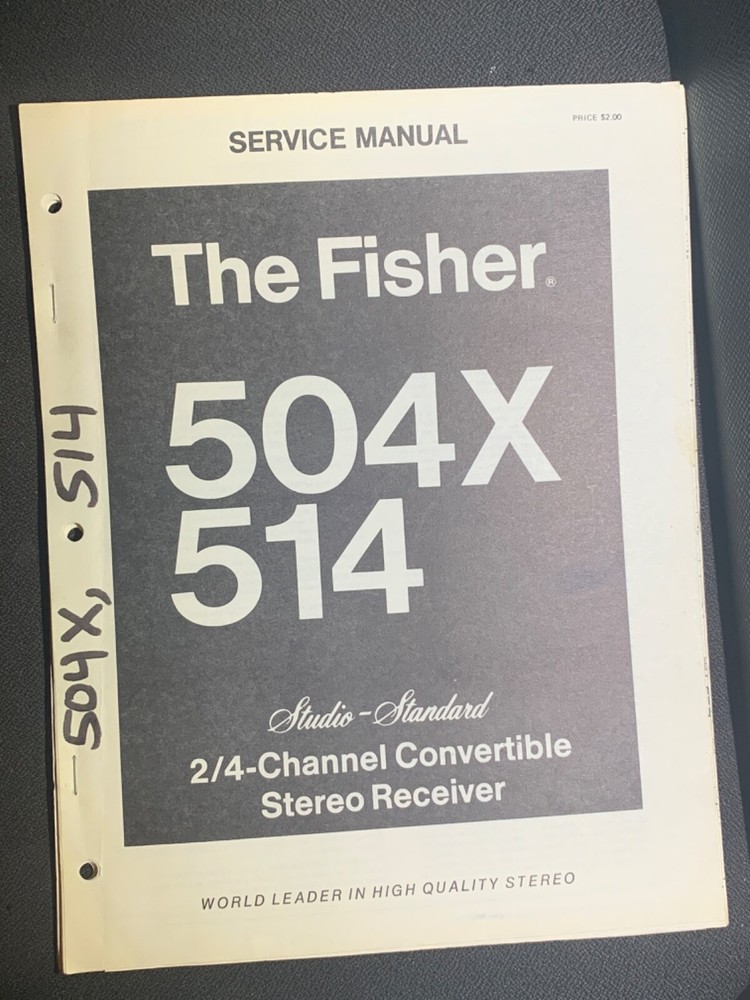 PRICE $2.00
SERVICE MANUAL
The Fisher®
504X
514
Studio-Standard
2/4-Channel Convertible
Stereo Receiver
WORLD LEADER IN HIGH QUALITY STEREO
504X, 514